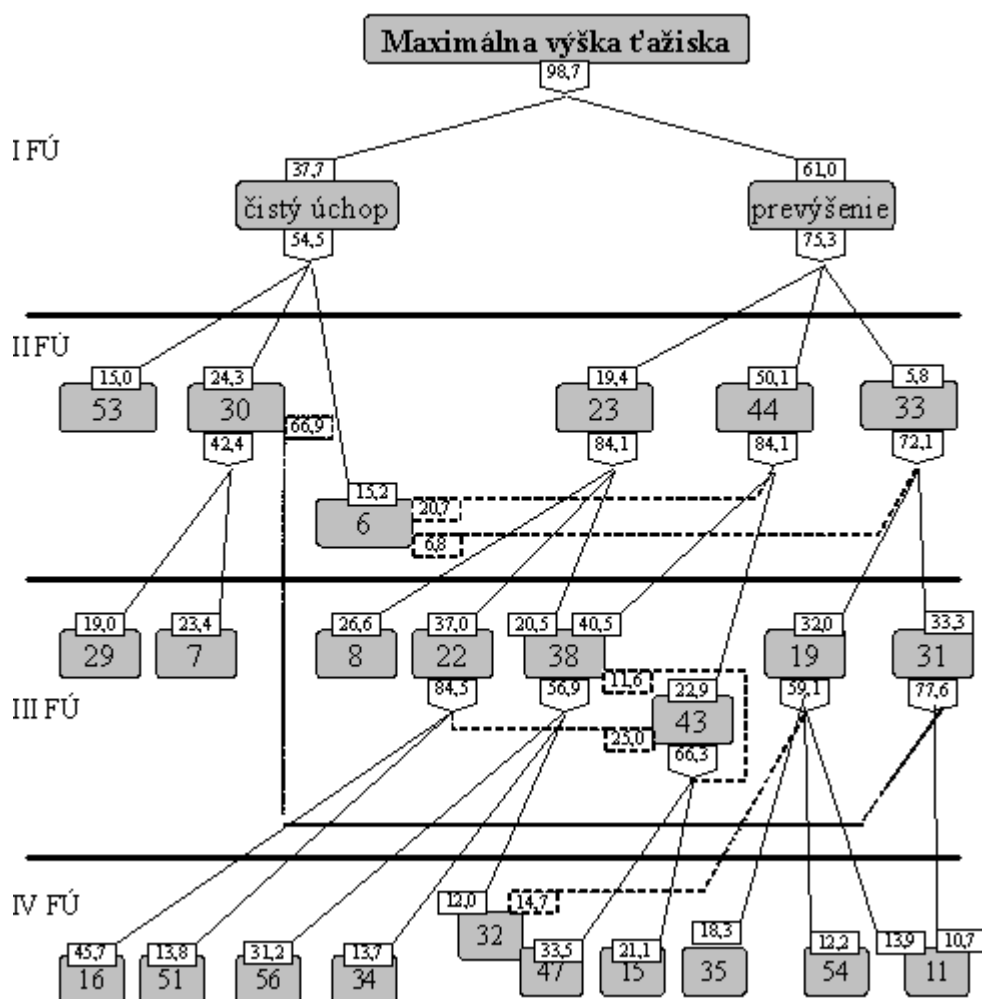 Maximálna výška ťažiska
98,7
I FÚ
37,7 61,0
čistý úchop prevýšenie
54,5 75,3
II FÚ
15,0 24,3 19,4 50,1 5,8
53 30 23 44 33
66,9
42,4 84,1 84,1 72,1
15,2
20,7
6
6,8
19,0 23,4 26,6 37,0 20,5 40,5 32,0 33,3
29 7 8 22 38 19 31
11,6 22,9
84,5 56,9 59,1 77,6
III FÚ
43
25,0
66,3
IV FÚ
12,0 14,7
32
45,7 13,8 31,2 13,7 33,5 21,1 18,3 12,2 13,9 10,7
16 51 56 34 47 15 35 54 11